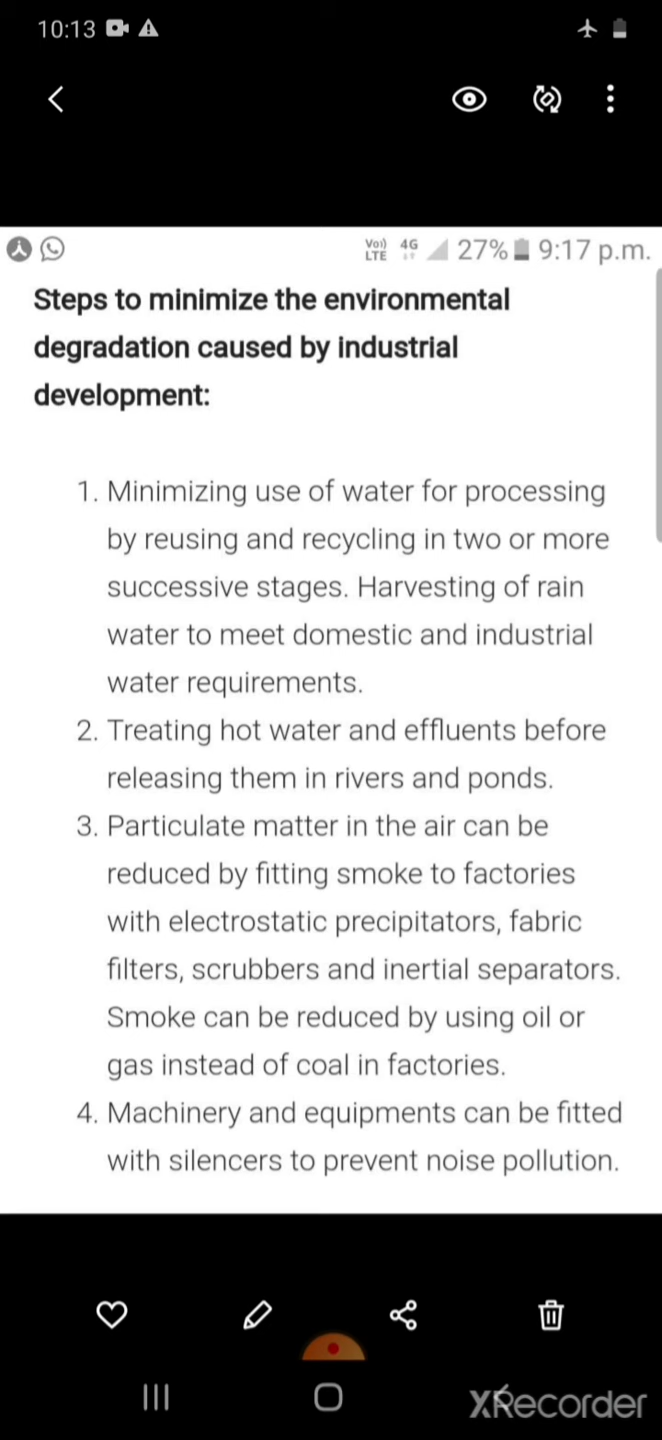 10:13
Vo)) 4G 27% 9:17 p.m.
LTE
Steps to minimize the environmental
degradation caused by industrial
development:
1. Minimizing use of water for processing
by reusing and recycling in two or more
successive stages. Harvesting of rain
water to meet domestic and industrial
water requirements.
2. Treating hot water and effluents before
releasing them in rivers and ponds.
3. Particulate matter in the air can be
reduced by fitting smoke to factories
with electrostatic precipitators, fabric
filters, scrubbers and inertial separators.
Smoke can be reduced by using oil or
gas instead of coal in factories.
4. Machinery and equipments can be fitted
with silencers to prevent noise pollution.
XRecorder